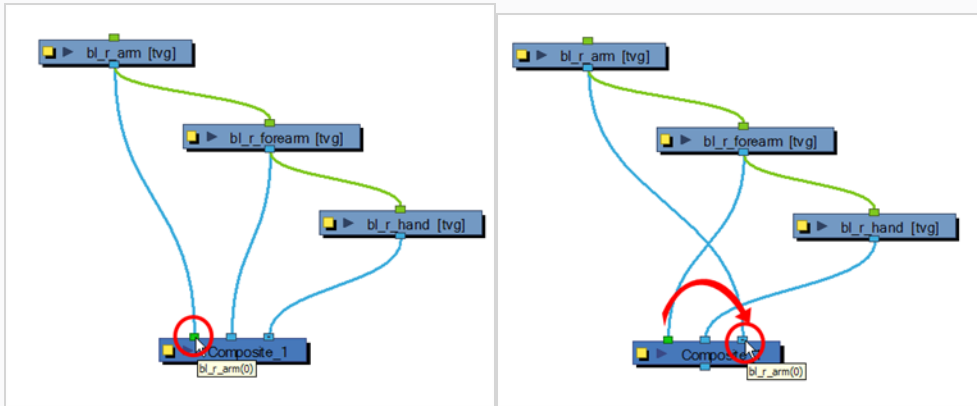 bl_r_arm [tvg]
bl_r_forearm [tvg]
bl_r_hand [tvg]
Composite_1
bl_r_arm(0)
bl_r_arm [tvg]
bl_r_forearm [tvg]
bl_r_hand [tvg]
bl_r_arm(0)